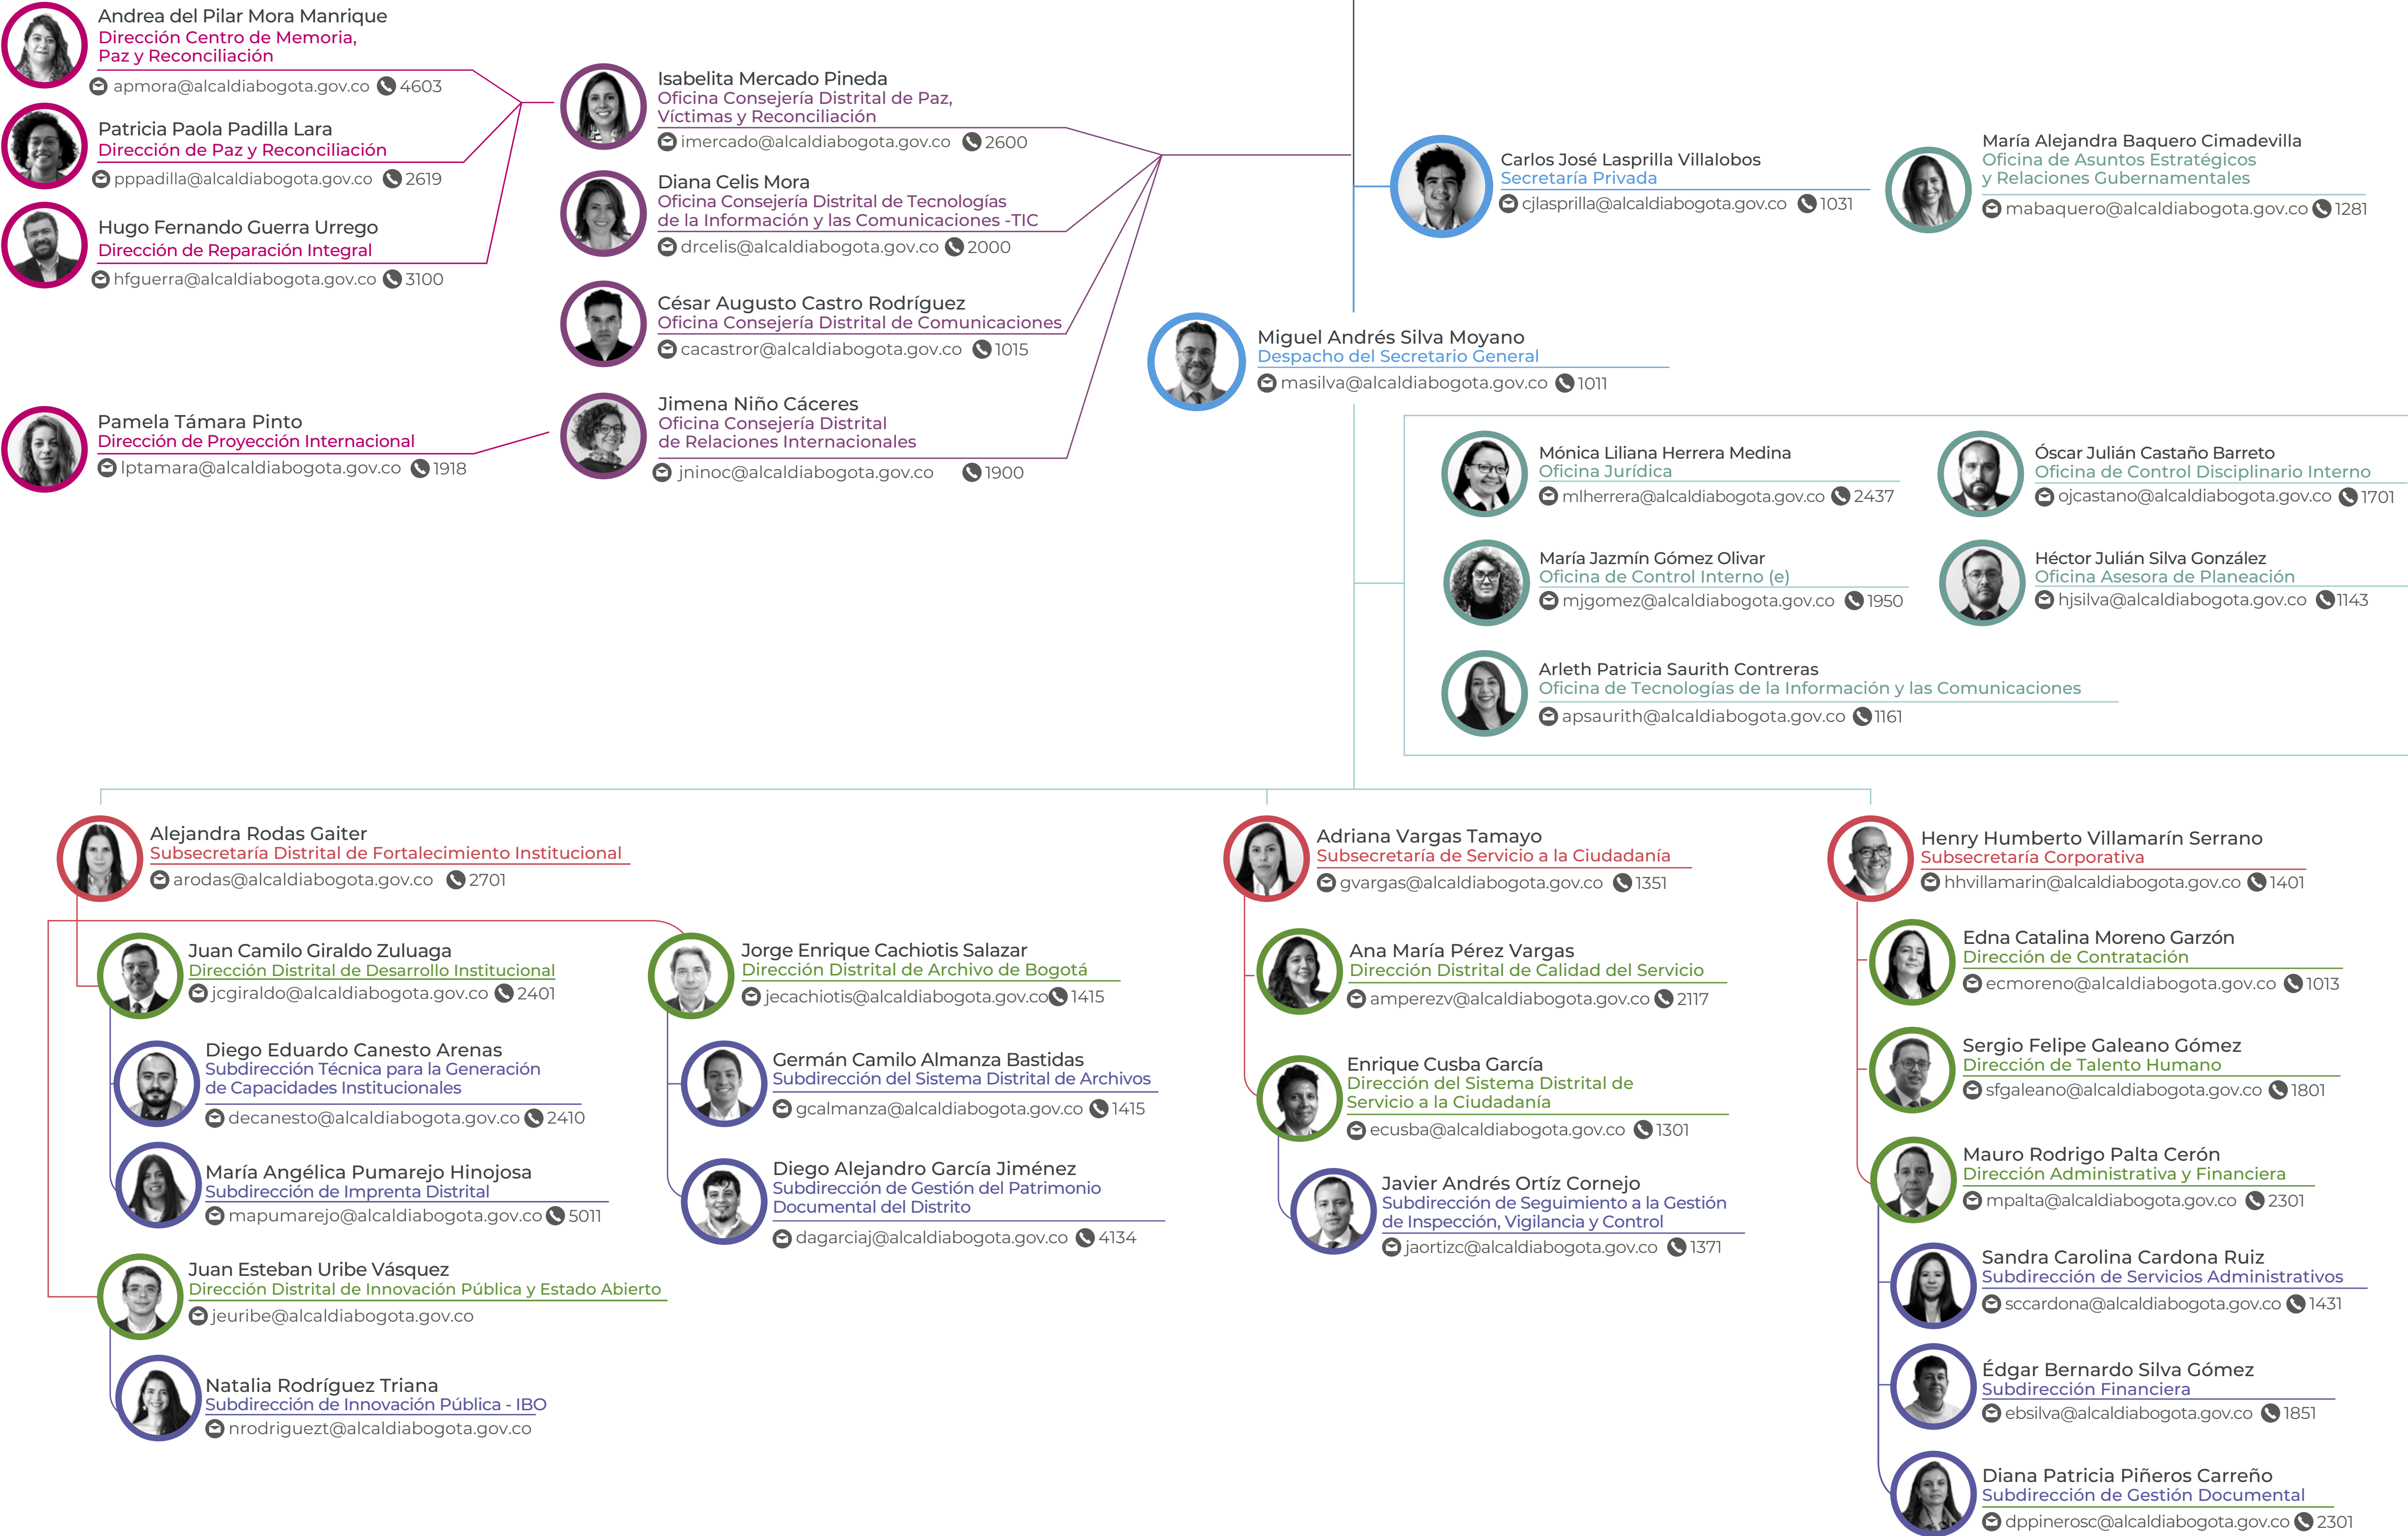 Andrea del Pilar Mora Manrique
Dirección Centro de Memoria,
Paz y Reconciliación
apmora@alcaldiabogota.gov.co 4603
Patricia Paola Padilla Lara
Dirección de Paz y Reconciliación
pppadilla@alcaldiabogota.gov.co 2619
Hugo Fernando Guerra Urrego
Dirección de Reparación Integral
hfguerra@alcaldiabogota.gov.co 3100
Pamela Támara Pinto
Dirección de Proyección Internacional
lptamara@alcaldiabogota.gov.co 1918
Isabelita Mercado Pineda
Oficina Consejería Distrital de Paz,
Víctimas y Reconciliación
imercado@alcaldiabogota.gov.co 2600
Diana Celis Mora
Oficina Consejería Distrital de Tecnologías
de la Información y las Comunicaciones -TIC
drcelis@alcaldiabogota.gov.co 2000
César Augusto Castro Rodríguez
Oficina Consejería Distrital de Comunicaciones
cacastror@alcaldiabogota.gov.co 1015
Jimena Niño Cáceres
Oficina Consejería Distrital
de Relaciones Internacionales
jninoc@alcaldiabogota.gov.co 1900
Carlos José Lasprilla Villalobos
Secretaría Privada
cjlasprilla@alcaldiabogota.gov.co 1031
María Alejandra Baquero Cimadevilla
Oficina de Asuntos Estratégicos
y Relaciones Gubernamentales
mabaquero@alcaldiabogota.gov.co 1281
Miguel Andrés Silva Moyano
Despacho del Secretario General
masilva@alcaldiabogota.gov.co 1011
Mónica Liliana Herrera Medina
Oficina Jurídica
mlherrera@alcaldiabogota.gov.co 2437
Óscar Julián Castaño Barreto
Oficina de Control Disciplinario Interno
ojcastano@alcaldiabogota.gov.co 1701
María Jazmín Gómez Olivar
Oficina de Control Interno (e)
mjgomez@alcaldiabogota.gov.co 1950
Héctor Julián Silva González
Oficina Asesora de Planeación
hjsilva@alcaldiabogota.gov.co 1143
Arleth Patricia Saurith Contreras
Oficina de Tecnologías de la Información y las Comunicaciones
apsaurith@alcaldiabogota.gov.co 1161
Alejandra Rodas Gaiter
Subsecretaría Distrital de Fortalecimiento Institucional
arodas@alcaldiabogota.gov.co 2701
Juan Camilo Giraldo Zuluaga
Dirección Distrital de Desarrollo Institucional
jcgiraldo@alcaldiabogota.gov.co 2401
Diego Eduardo Canesto Arenas
Subdirección Técnica para la Generación
de Capacidades Institucionales
decanesto@alcaldiabogota.gov.co 2410
María Angélica Pumarejo Hinojosa
Subdirección de Imprenta Distrital
mapumarejo@alcaldiabogota.gov.co 5011
Juan Esteban Uribe Vásquez
Dirección Distrital de Innovación Pública y Estado Abierto
jeuribe@alcaldiabogota.gov.co
Natalia Rodríguez Triana
Subdirección de Innovación Pública - IBO
nrodriguezt@alcaldiabogota.gov.co
Jorge Enrique Cachiotis Salazar
Dirección Distrital de Archivo de Bogotá
jecachiotis@alcaldiabogota.gov.co 1415
Germán Camilo Almanza Bastidas
Subdirección del Sistema Distrital de Archivos
gcalmanza@alcaldiabogota.gov.co 1415
Diego Alejandro García Jiménez
Subdirección de Gestión del Patrimonio
Documental del Distrito
dagarciaj@alcaldiabogota.gov.co 4134
Adriana Vargas Tamayo
Subsecretaría de Servicio a la Ciudadanía
gvargas@alcaldiabogota.gov.co 1351
Ana María Pérez Vargas
Dirección Distrital de Calidad del Servicio
amperezv@alcaldiabogota.gov.co 2117
Enrique Cusba García
Dirección del Sistema Distrital de
Servicio a la Ciudadanía
ecusba@alcaldiabogota.gov.co 1301
Javier Andrés Ortíz Cornejo
Subdirección de Seguimiento a la Gestión
de Inspección, Vigilancia y Control
jaortizc@alcaldiabogota.gov.co 1371
Henry Humberto Villamarín Serrano
Subsecretaría Corporativa
hhvillamarin@alcaldiabogota.gov.co 1401
Edna Catalina Moreno Garzón
Dirección de Contratación
ecmoreno@alcaldiabogota.gov.co 1013
Sergio Felipe Galeano Gómez
Dirección de Talento Humano
sfgaleano@alcaldiabogota.gov.co 1801
Mauro Rodrigo Palta Cerón
Dirección Administrativa y Financiera
mpalta@alcaldiabogota.gov.co 2301
Sandra Carolina Cardona Ruiz
Subdirección de Servicios Administrativos
sccardona@alcaldiabogota.gov.co 1431
Édgar Bernardo Silva Gómez
Subdirección Financiera
ebsilva@alcaldiabogota.gov.co 1851
Diana Patricia Piñeros Carreño
Subdirección de Gestión Documental
dppinerosc@alcaldiabogota.gov.co 2301